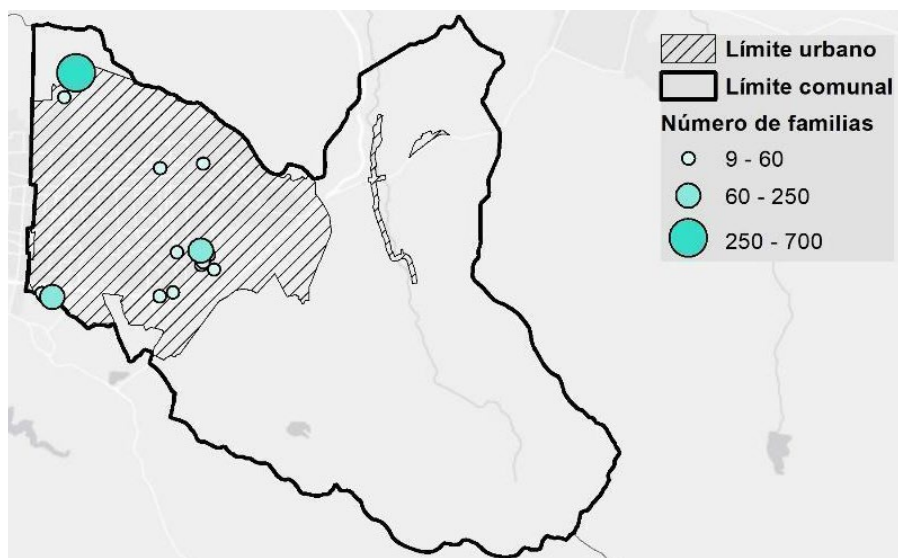 Límite urbano
Límite comunal
Número de familias
9 - 60
60 - 250
250 - 700